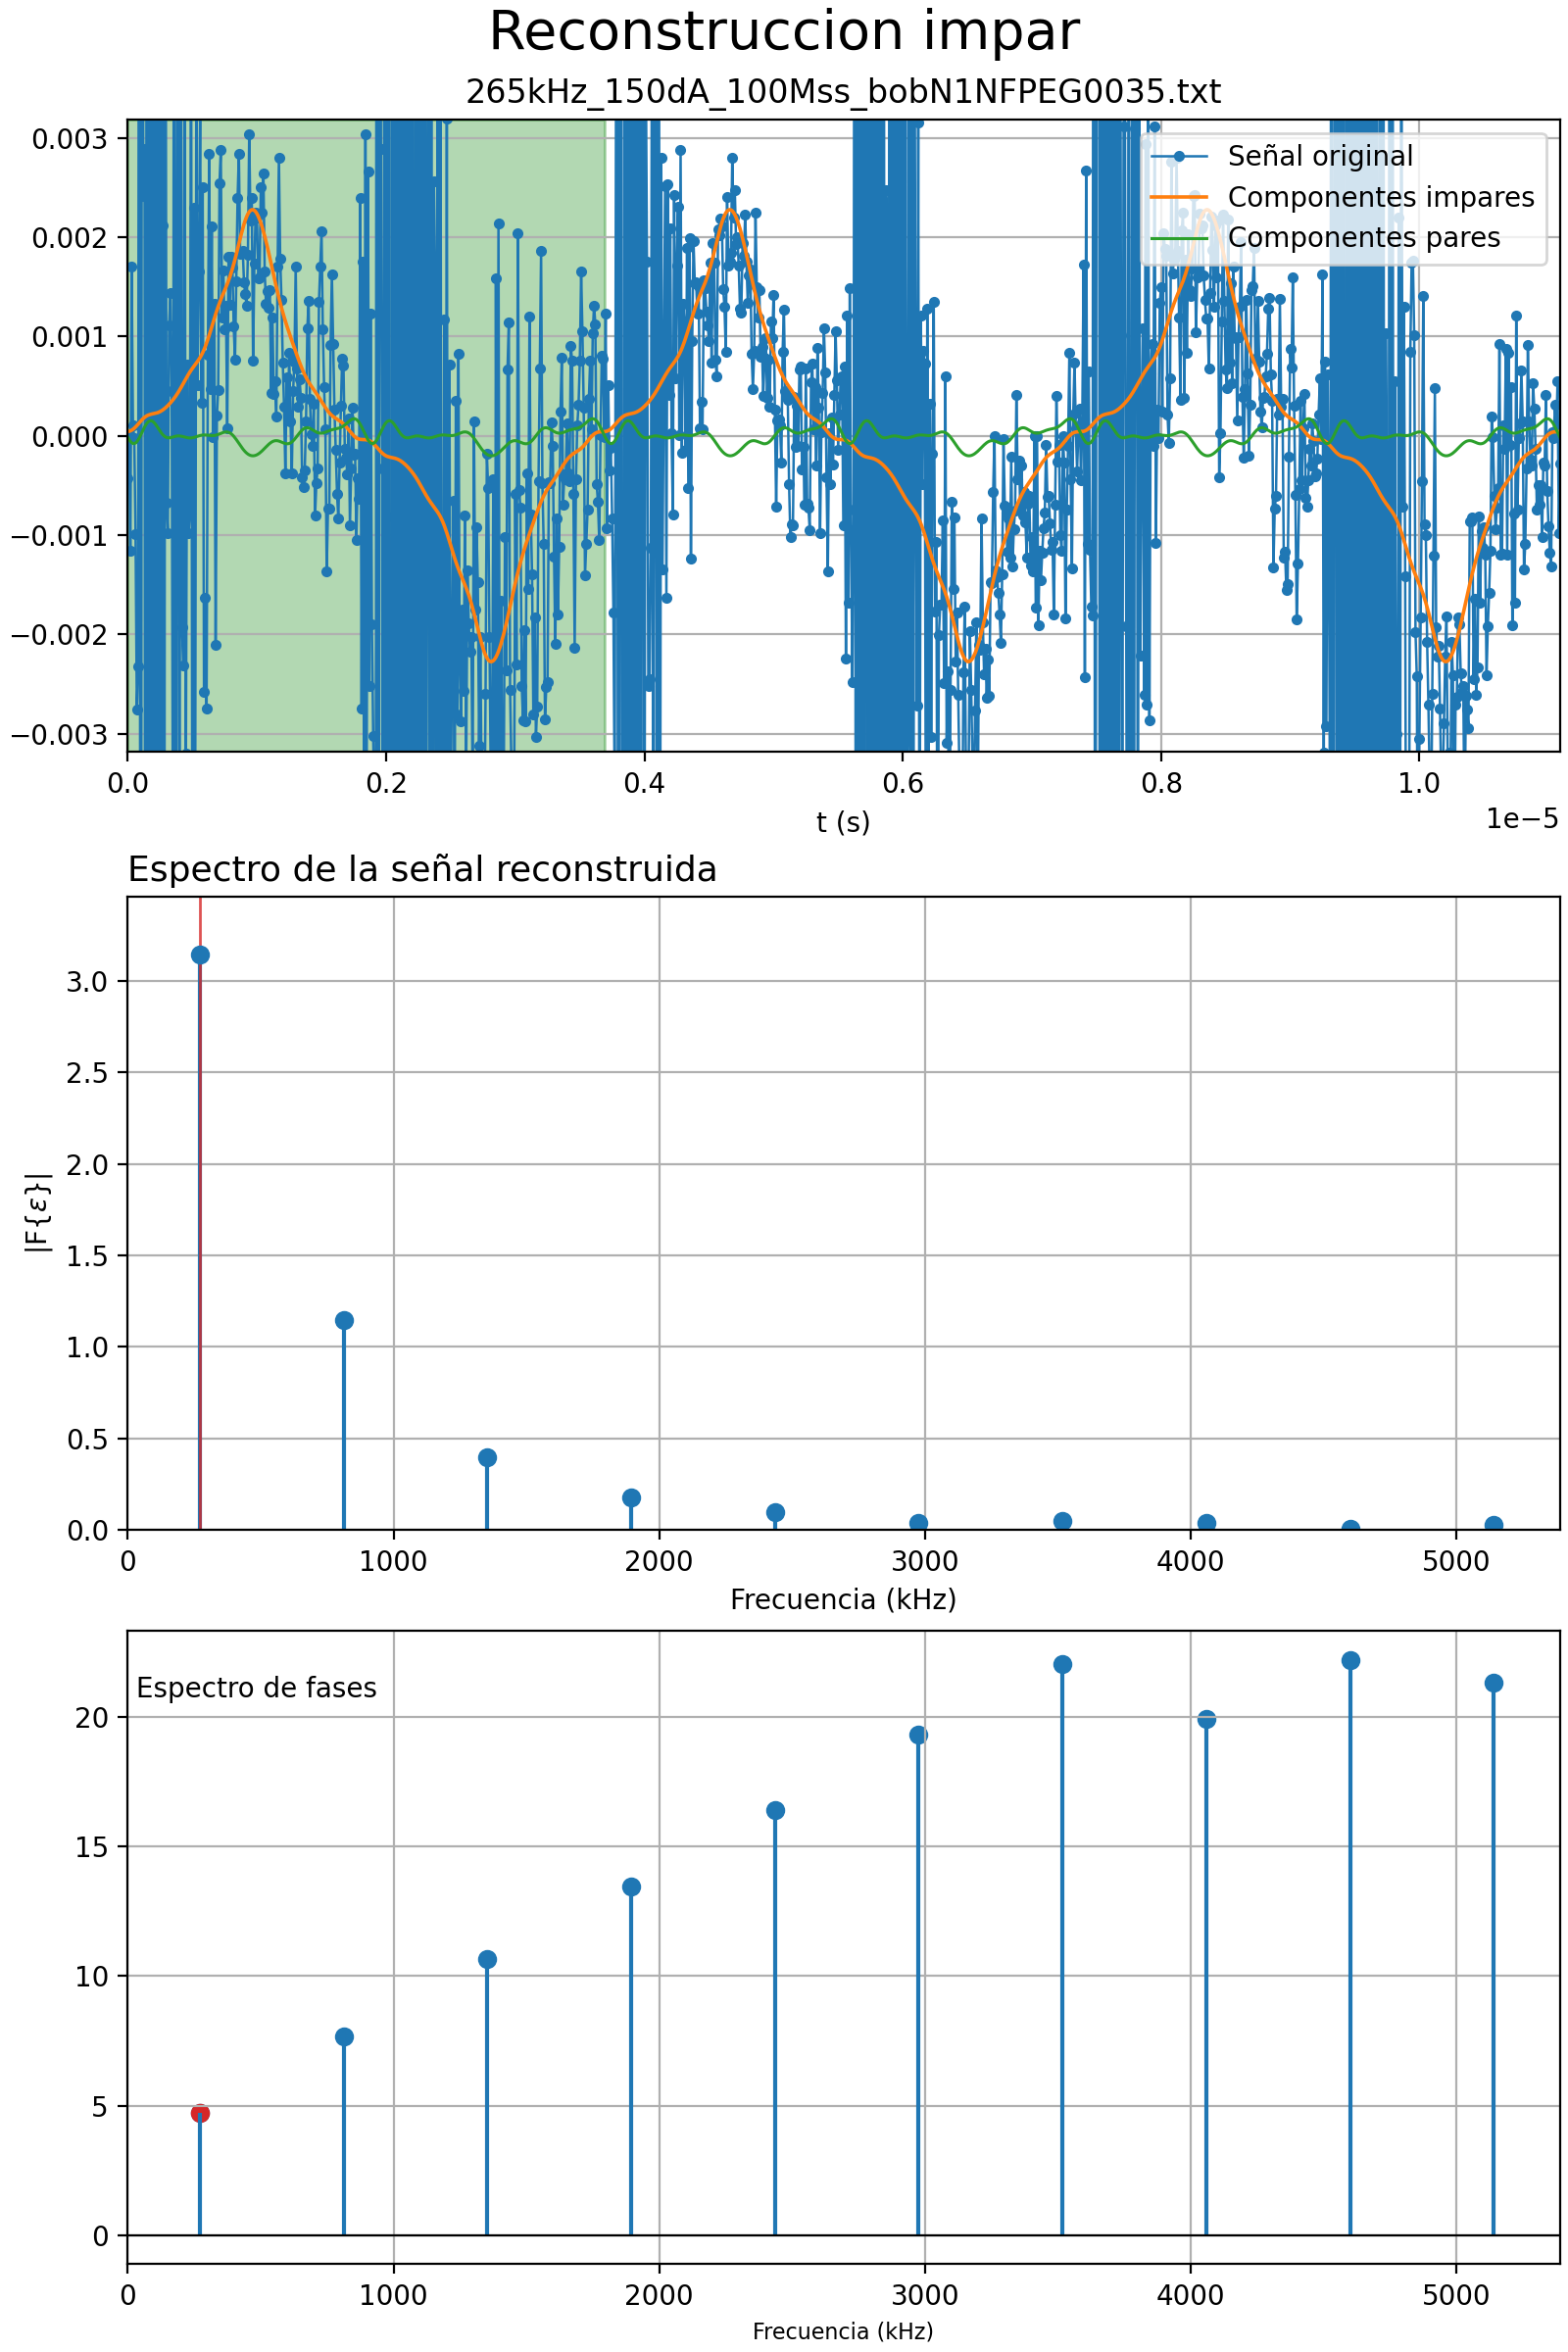 Reconstruccion impar
265kHz_150dA_100Mss_bobN1NFPEG0035.txt
0.003
0.002
0.001
0.000
−0.001
−0.002
−0.003
Señal original
Componentes impares
Componentes pares
0.0 0.2 0.4 0.6 0.8 1.0
1e−5
t (s)
Espectro de la señal reconstruida
3.0
2.5
2.0
1.5
1.0
0.5
0.0
|F{ε}|
0 1000 2000 3000 4000 5000
Frecuencia (kHz)
Espectro de fases
20
15
10
5
0
0 1000 2000 3000 4000 5000
Frecuencia (kHz)